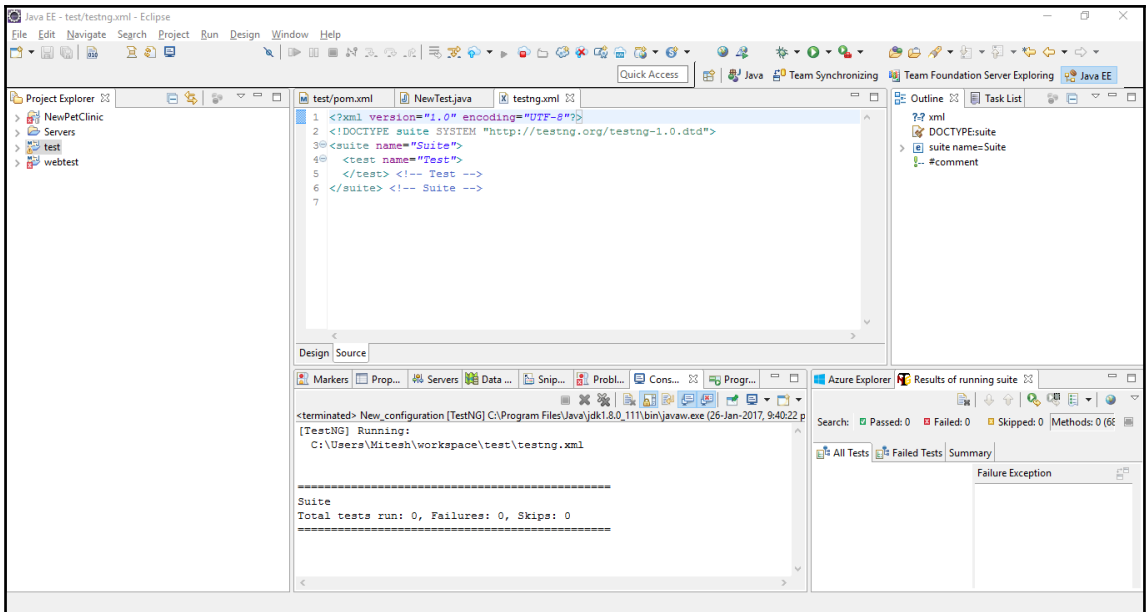 Java EE - test/testng.xml - Eclipse
File Edit Navigate Search Project Run Design Window Help
Quick Access Java Team Synchronizing Team Foundation Server Exploring Java EE
Project Explorer
NewPetClinic
Servers
test
webtest
test/pom.xml NewTest.java testng.xml
1 <?xml version="1.0" encoding="UTF-8"?>
2 <!DOCTYPE suite SYSTEM "http://testng.org/testng-1.0.dtd">
3 <suite name="Suite">
4 <test name="Test">
5 </test> <!-- Test -->
6 </suite> <!-- Suite -->
7
Design Source
Outline Task List
?-? xml
DOCTYPE:suite
e suite name=Suite
#comment
Markers Prop... Servers Data ... Snip... Probl... Cons... Progr...
<terminated> New_configuration [TestNG] C:\Program Files\Java\jdk1.8.0_111\bin\javaw.exe (26-Jan-2017, 9:40:22 p
[TestNG] Running:
C:\Users\Mitesh\workspace\test\testng.xml
===============================================
Suite
Total tests run: 0, Failures: 0, Skips: 0
===============================================
Azure Explorer Results of running suite
Search: Passed: 0 Failed: 0 Skipped: 0 Methods: 0 (68
All Tests Failed Tests Summary
Failure Exception